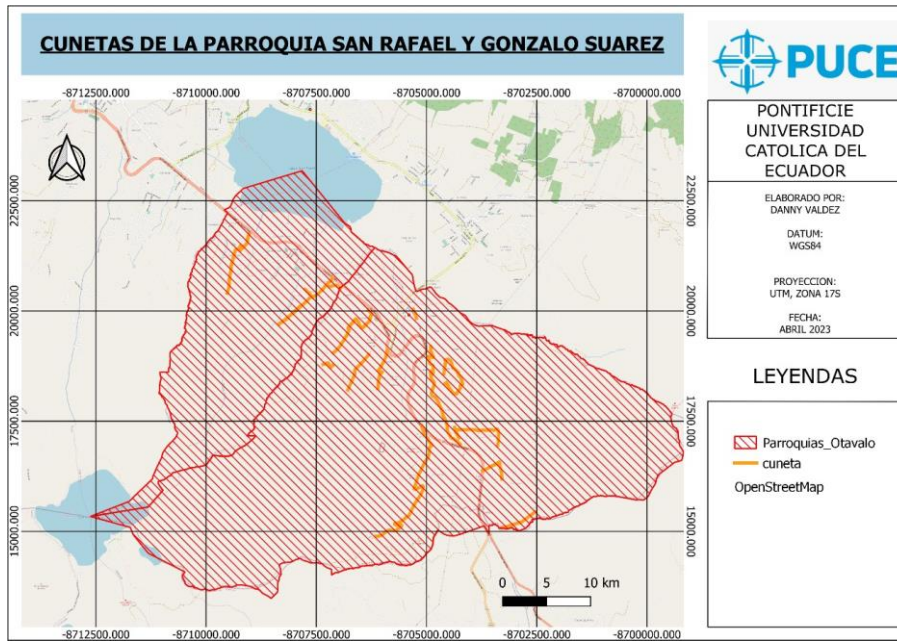 CUNETAS DE LA PARROQUIA SAN RAFAEL Y GONZALO SUAREZ
-8712500.000 -8710000.000 -8707500.000 -8705000.000 -8702500.000 -8700000.000
22500.000 22500.000
20000.000 20000.000
17500.000 17500.000
15000.000 15000.000
0 5 10 km
-8712500.000 -8710000.000 -8707500.000 -8705000.000 -8702500.000 -8700000.000
PUCE
PONTIFICIE
UNIVERSIDAD
CATOLICA DEL
ECUADOR
ELABORADO POR:
DANNY VALDEZ
DATUM:
WGS84
PROYECCION:
UTM, ZONA 17S
FECHA:
ABRIL 2023
LEYENDAS
Parroquias_Otavalo
cuneta
OpenStreetMap